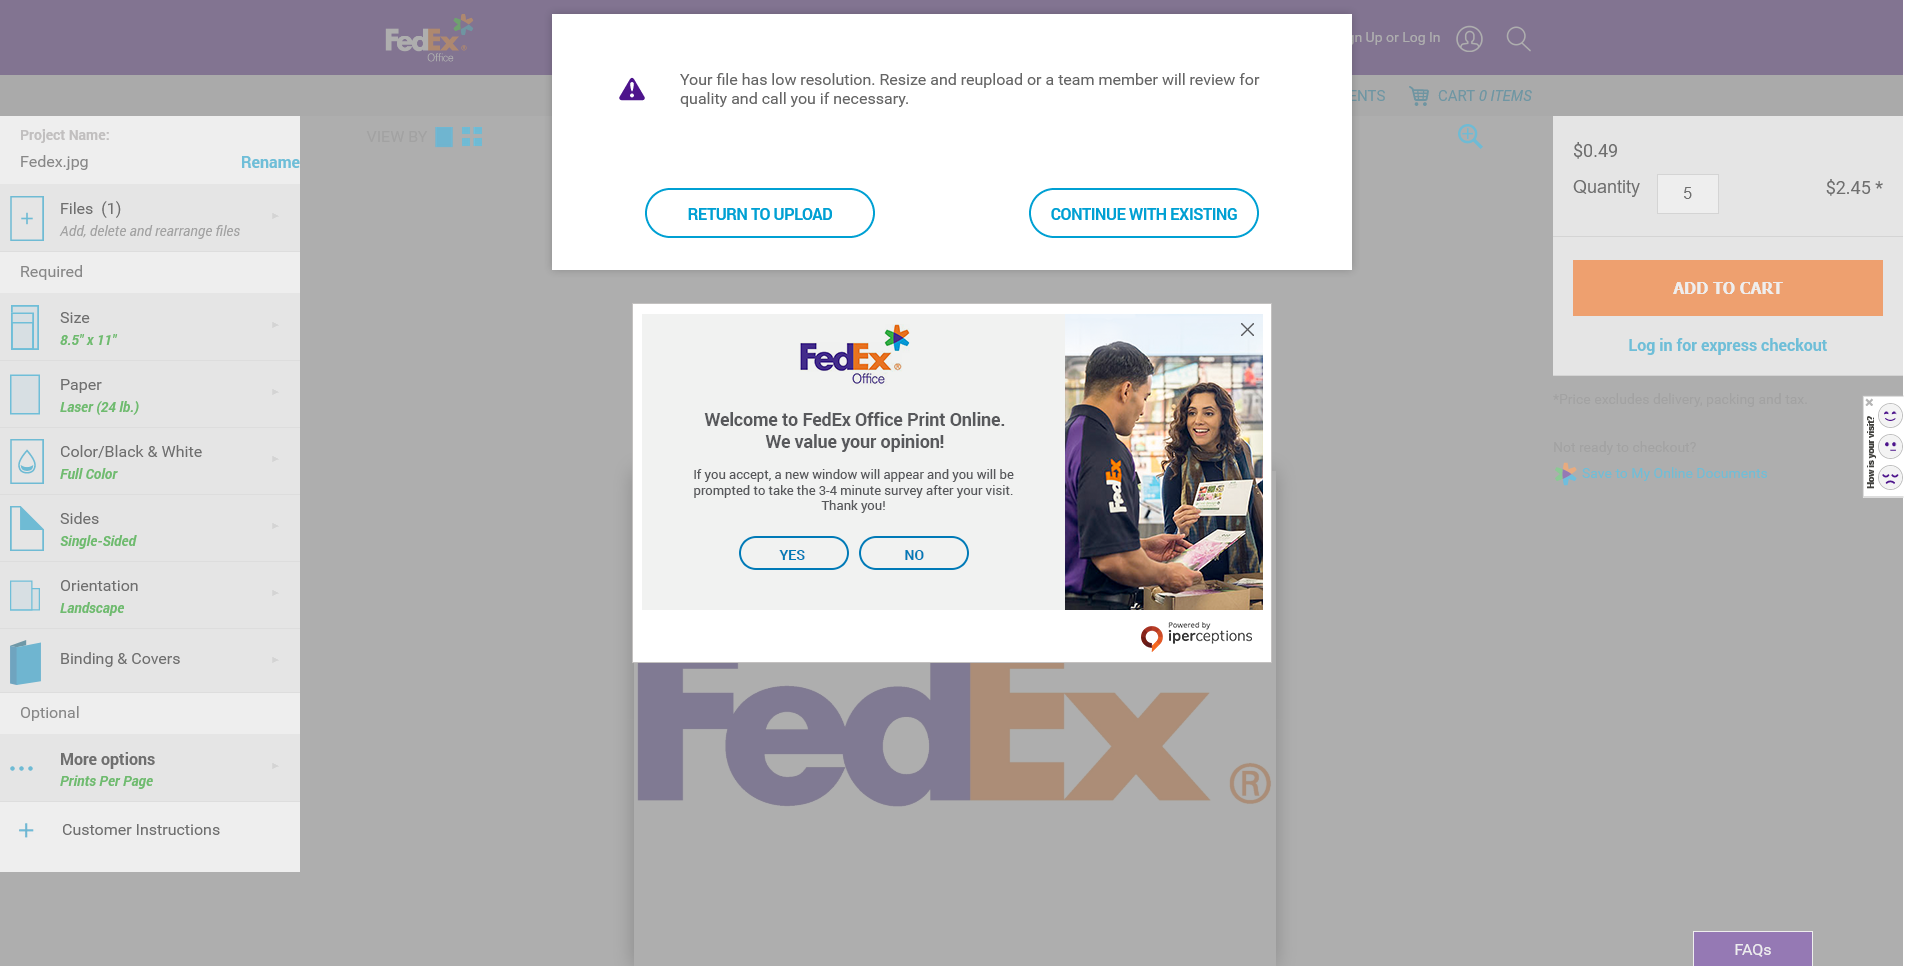 FedEx
Office
gn Up or Log In
Your file has low resolution. Resize and reupload or a team member will review for
quality and call you if necessary.
RETURN TO UPLOAD
CONTINUE WITH EXISTING
ENTS
CART 0 ITEMS
Project Name:
Fedex.jpg
Rename
VIEW BY
Files (1)
Add, delete and rearrange files
Required
Size
8.5" x 11"
Paper
Laser (24 lb.)
Color/Black & White
Full Color
Sides
Single-Sided
Orientation
Landscape
Binding & Covers
Optional
More options
Prints Per Page
Customer Instructions
FedEx®
Office
Welcome to FedEx Office Print Online.
We value your opinion!
If you accept, a new window will appear and you will be
prompted to take the 3-4 minute survey after your visit.
Thank you!
YES
NO
FedEx
Powered by
iperceptions
FedEx®
$0.49
Quantity
5
$2.45 *
ADD TO CART
Log in for express checkout
*Price excludes delivery, packing and tax.
Not ready to checkout?
Save to My Online Documents
How is your visit?
FAQs